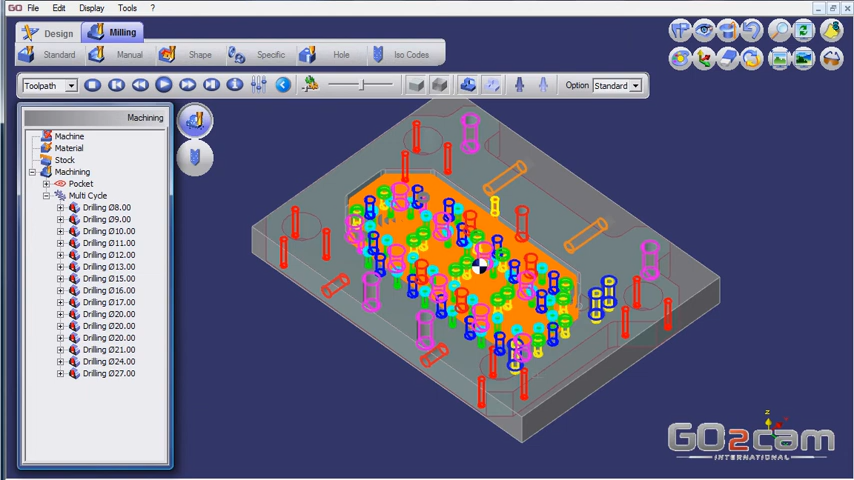 GO File Edit Display Tools ?
Design Milling
Standard Manual Shape Specific Hole Iso Codes
Toolpath Option Standard
Machining
Machine
Material
Stock
Machining
Pocket
Multi Cycle
Drilling Ø8.00
Drilling Ø9.00
Drilling Ø10.00
Drilling Ø11.00
Drilling Ø12.00
Drilling Ø13.00
Drilling Ø15.00
Drilling Ø16.00
Drilling Ø17.00
Drilling Ø20.00
Drilling Ø20.00
Drilling Ø20.00
Drilling Ø21.00
Drilling Ø24.00
Drilling Ø27.00
Z
GO2cam
INTERNATIONAL